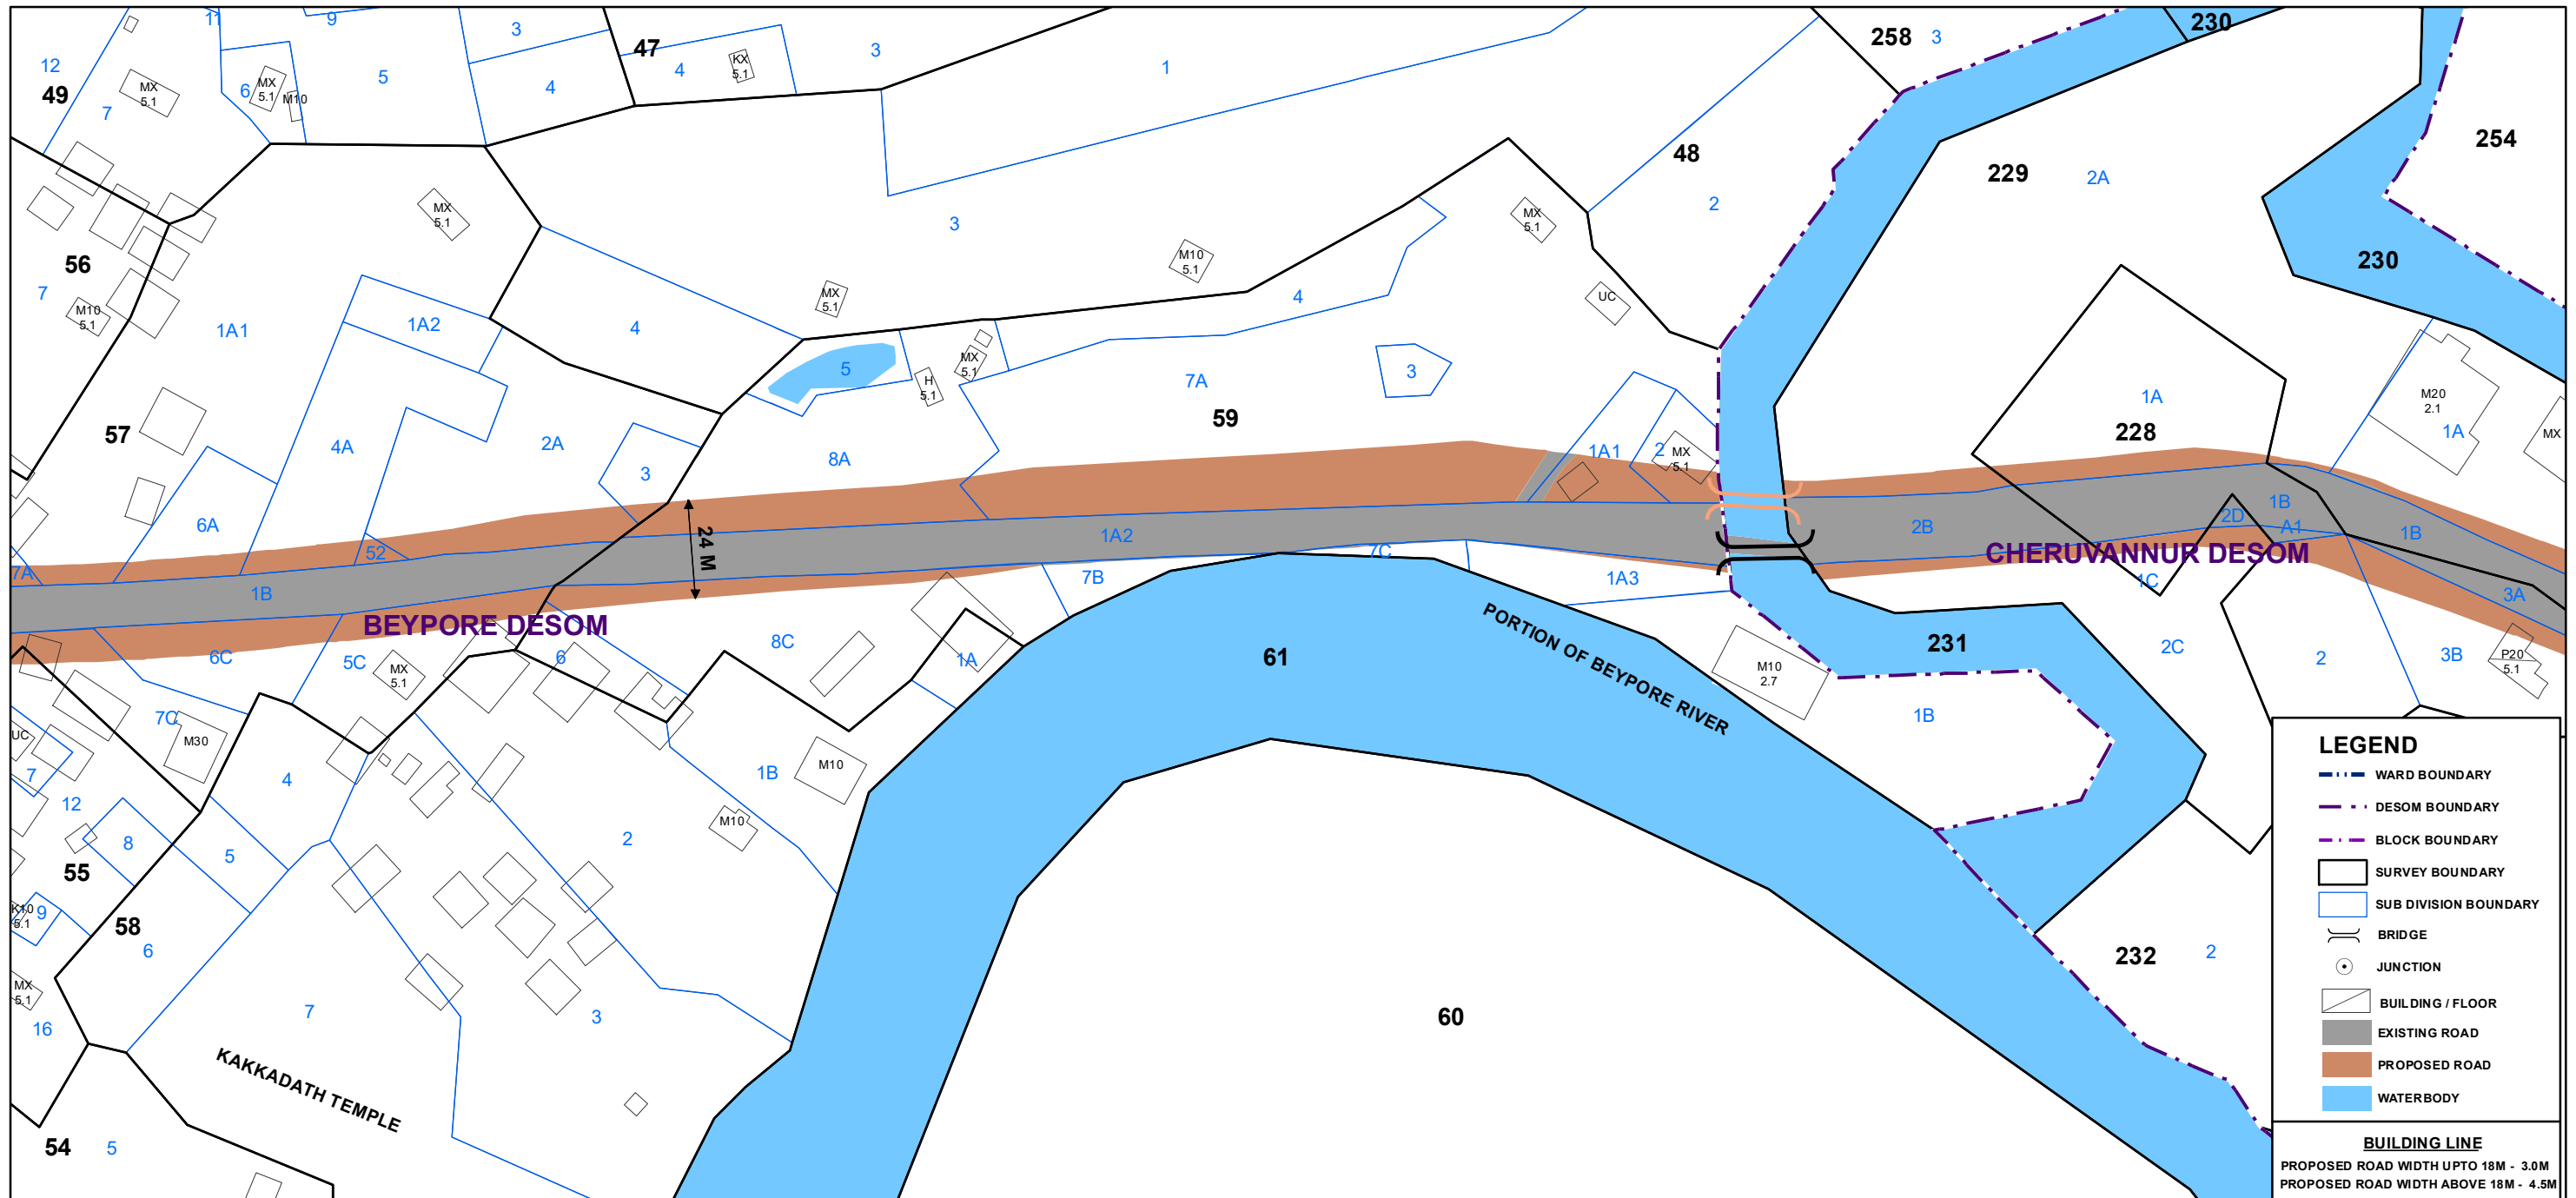 11
9
3
47
3
258
3
230
12
MX
5.1
6
MX
5.1
M10
5
4
4
KX
5.1
1
49
7
254
48
229
2A
2
MX
5.1
3
MX
5.1
56
7
M10
5.1
1A1
1A2
4
MX
5.1
M10
5.1
4
UC
230
5
H
5.1
MX
5.1
7A
3
59
1A
228
M20
2.1
1A
MX
57
4A
2A
3
8A
1A1
2
MX
5.1
6A
52
24 M
1A2
7C
2B
2D
1B
A1
1B
CHERUVANNUR DESOM
7A
1B
7B
1A3
1C
3A
BEYPORE DESOM
PORTION OF BEYPORE RIVER
6C
5C
MX
5.1
6
8C
1A
61
M10
2.7
231
2C
2
3B
P20
5.1
7C
M30
UC
7
12
4
1B
M10
1B
8
5
2
M10
55
K10
5.1
9
58
6
MX
5.1
16
7
3
60
232
2
KAKKADATH TEMPLE
54
5
LEGEND
WARD BOUNDARY
DESOM BOUNDARY
BLOCK BOUNDARY
SURVEY BOUNDARY
SUB DIVISION BOUNDARY
BRIDGE
JUNCTION
BUILDING / FLOOR
EXISTING ROAD
PROPOSED ROAD
WATERBODY
BUILDING LINE
PROPOSED ROAD WIDTH UPTO 18M - 3.0M
PROPOSED ROAD WIDTH ABOVE 18M - 4.5M